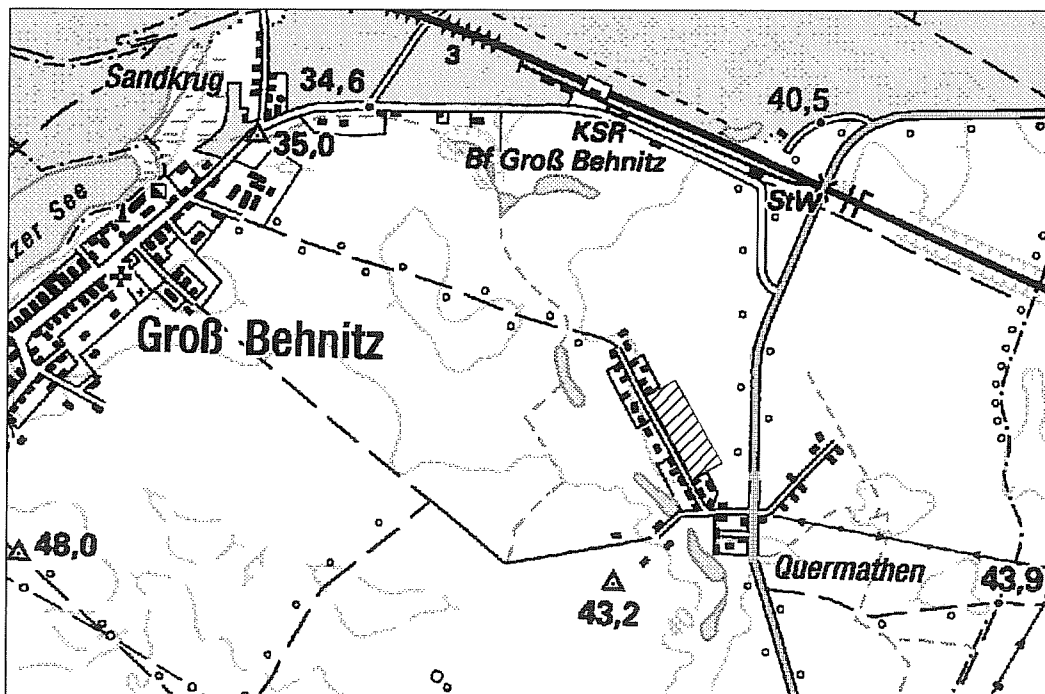 Sandkrug
34,6
3
40,5
35,0
KSR
Bf Groß Behnitz
StW
zer See
Groß Behnitz
48,0
43,2
Quermathen
43,9